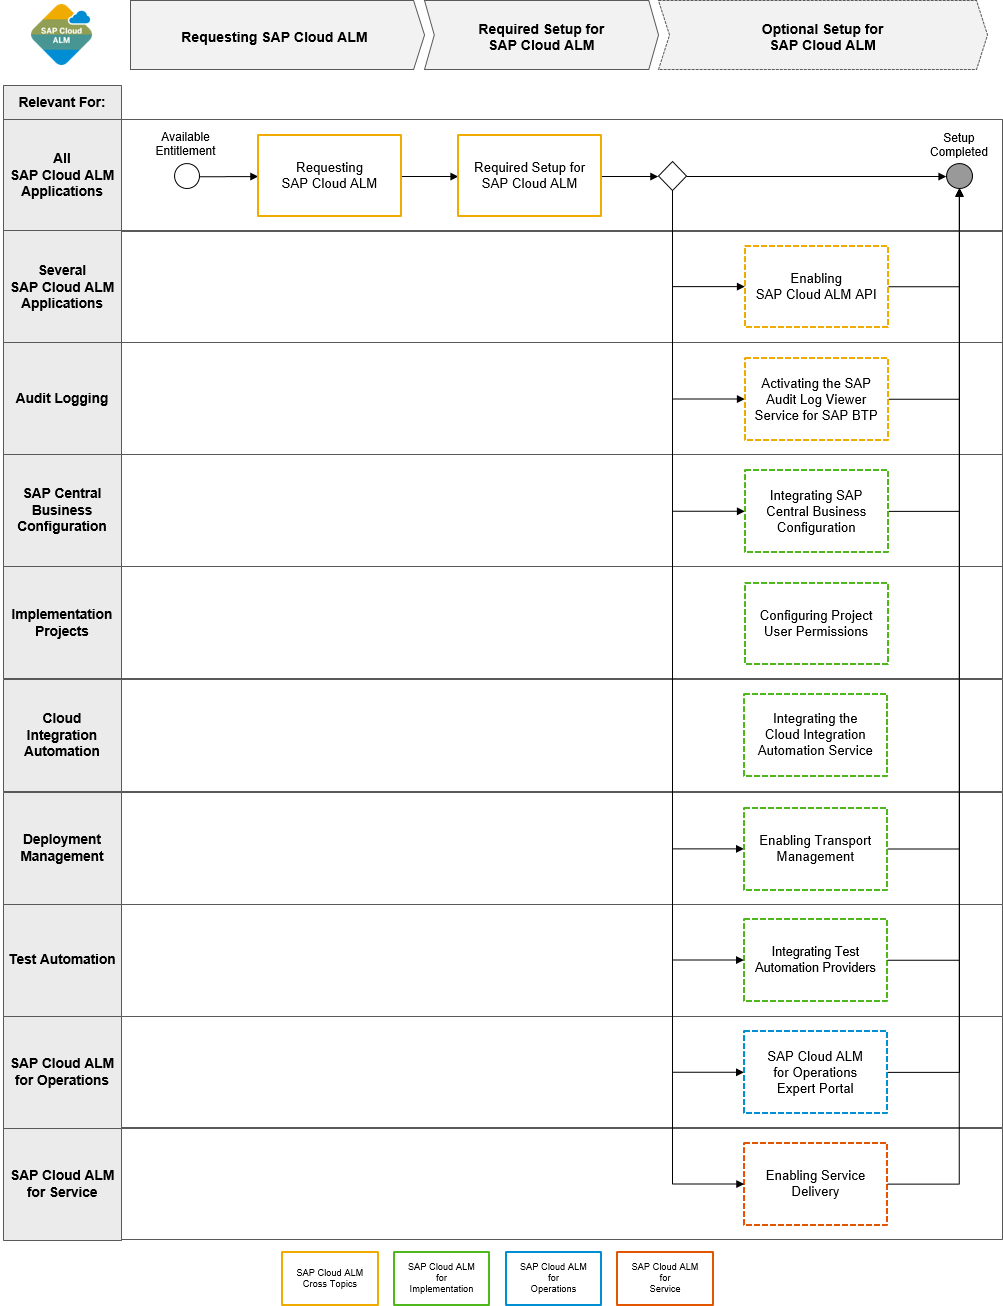 SAP Cloud
ALM
Requesting SAP Cloud ALM
Required Setup for
SAP Cloud ALM
Optional Setup for
SAP Cloud ALM
Relevant For:
All
SAP Cloud ALM
Applications
Available
Entitlement
Requesting
SAP Cloud ALM
Required Setup for
SAP Cloud ALM
Setup
Completed
Several
SAP Cloud ALM
Applications
Enabling
SAP Cloud ALM API
Audit Logging
Activating the SAP
Audit Log Viewer
Service for SAP BTP
SAP Central
Business
Configuration
Integrating SAP
Central Business
Configuration
Implementation
Projects
Configuring Project
User Permissions
Cloud
Integration
Automation
Integrating the
Cloud Integration
Automation Service
Deployment
Management
Enabling Transport
Management
Test Automation
Integrating Test
Automation Providers
SAP Cloud ALM
for Operations
SAP Cloud ALM
for Operations
Expert Portal
SAP Cloud ALM
for Service
Enabling Service
Delivery
SAP Cloud ALM
Cross Topics
SAP Cloud ALM
for
Implementation
SAP Cloud ALM
for
Operations
SAP Cloud ALM
for
Service